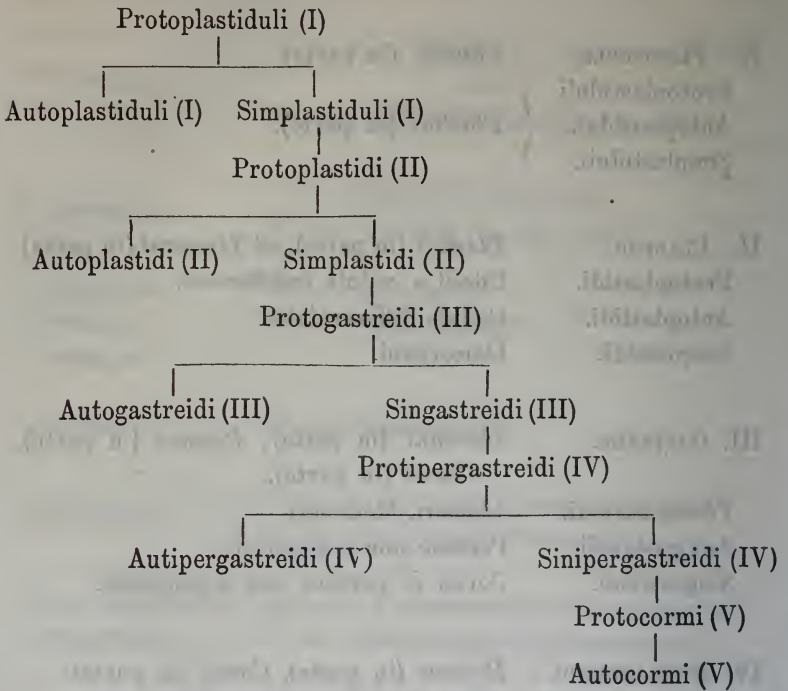 Protoplastiduli (I)
Autoplastiduli (I) Simplastiduli (I)
Protoplastidi (II)
Autoplastidi (II) Simplastidi (II)
Protogastreidi (III)
Autogastreidi (III) Singastreidi (III)
Protipergastreidi (IV)
Autipergastreidi (IV) Sinipergastreidi (IV)
Protocormi (V)
Autocormi (V)